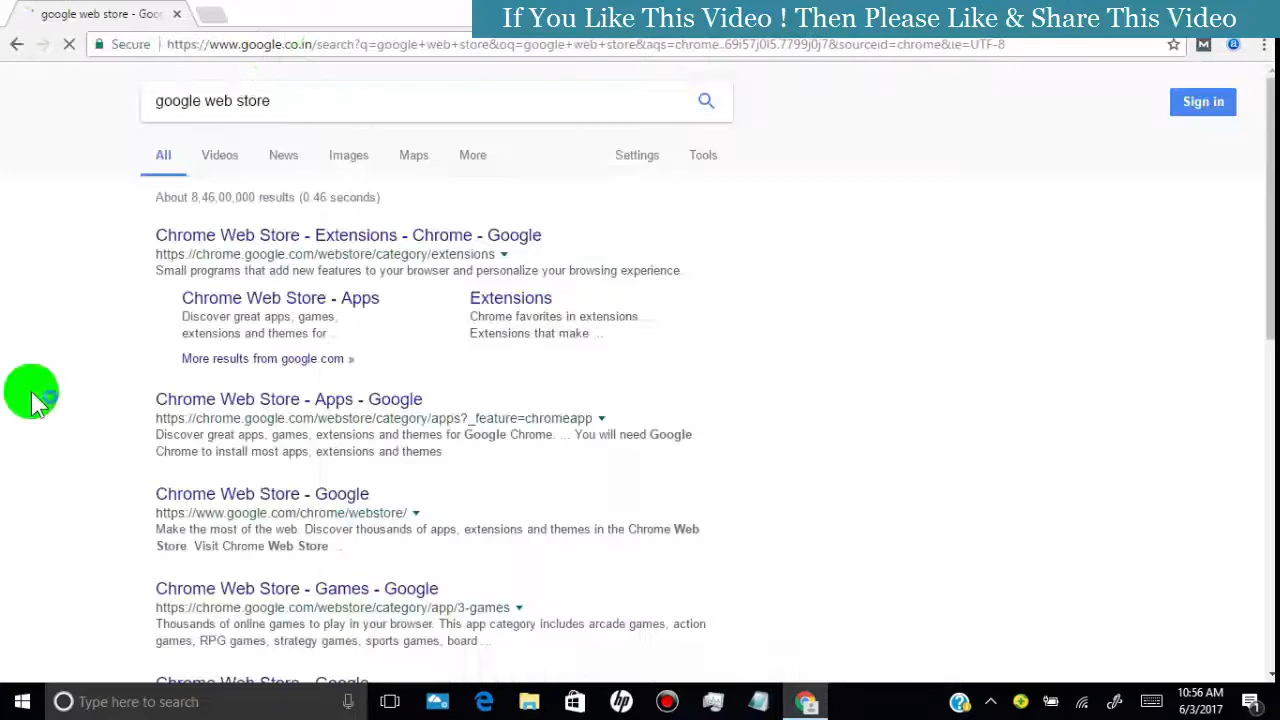 If You Like This Video ! Then Please Like & Share This Video
google web store - Goo
Secure https://www.google.co.in/search?q=google+web+store&oq=google+web+store&aqs=chrome..69i57j0l5.7799j0j7&sourceid=chrome&ie=UTF-8
google web store
Sign in
All Videos News Images Maps More Settings Tools
About 8,46,00,000 results (0.46 seconds)
Chrome Web Store - Extensions - Chrome - Google
https://chrome.google.com/webstore/category/extensions
Small programs that add new features to your browser and personalize your browsing experience.
Chrome Web Store - Apps
Discover great apps, games,
extensions and themes for ...
Extensions
Chrome favorites in extensions ...
Extensions that make ...
More results from google.com »
Chrome Web Store - Apps - Google
https://chrome.google.com/webstore/category/apps?_feature=chromeapp
Discover great apps, games, extensions and themes for Google Chrome. ... You will need Google
Chrome to install most apps, extensions and themes
Chrome Web Store - Google
https://www.google.com/chrome/webstore/
Make the most of the web. Discover thousands of apps, extensions and themes in the Chrome Web
Store. Visit Chrome Web Store ...
Chrome Web Store - Games - Google
https://chrome.google.com/webstore/category/app/3-games
Thousands of online games to play in your browser. This app category includes arcade games, action
games, RPG games, strategy games, sports games, board ...
Type here to search
hp
10:56 AM
6/3/2017